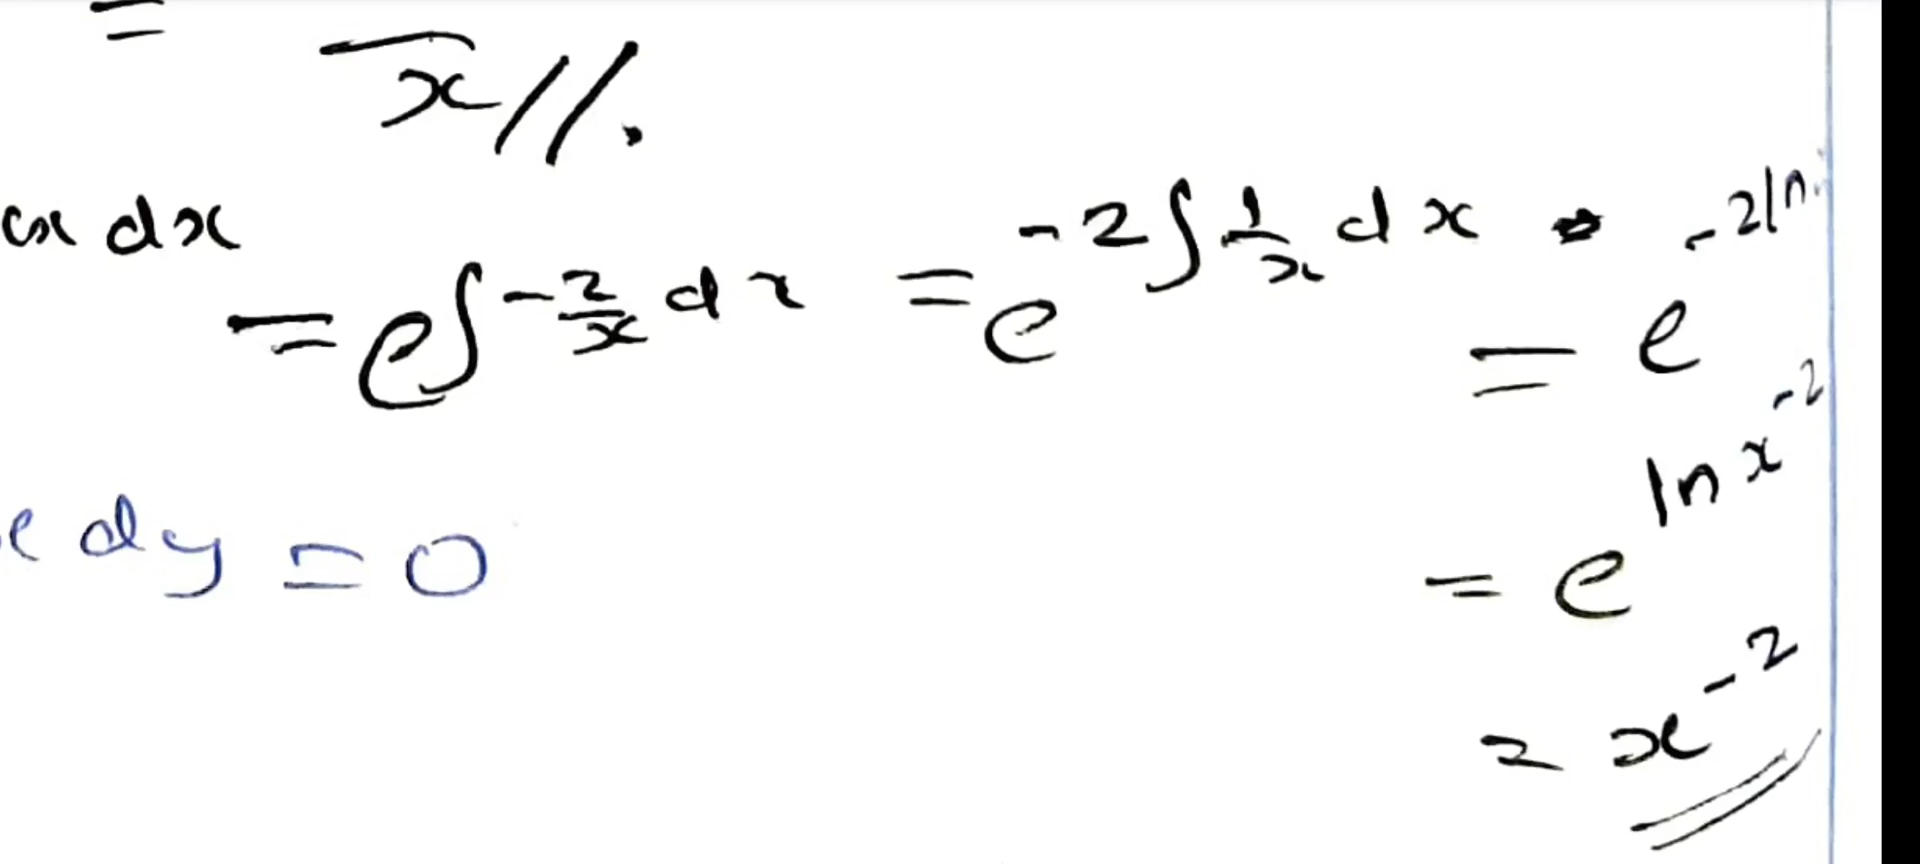 =
x//.
dx
= e^∫-2/x dx = e^-2∫1/x dx = e^-2ln
= e^ln x^-2
dy = 0
= x^-2